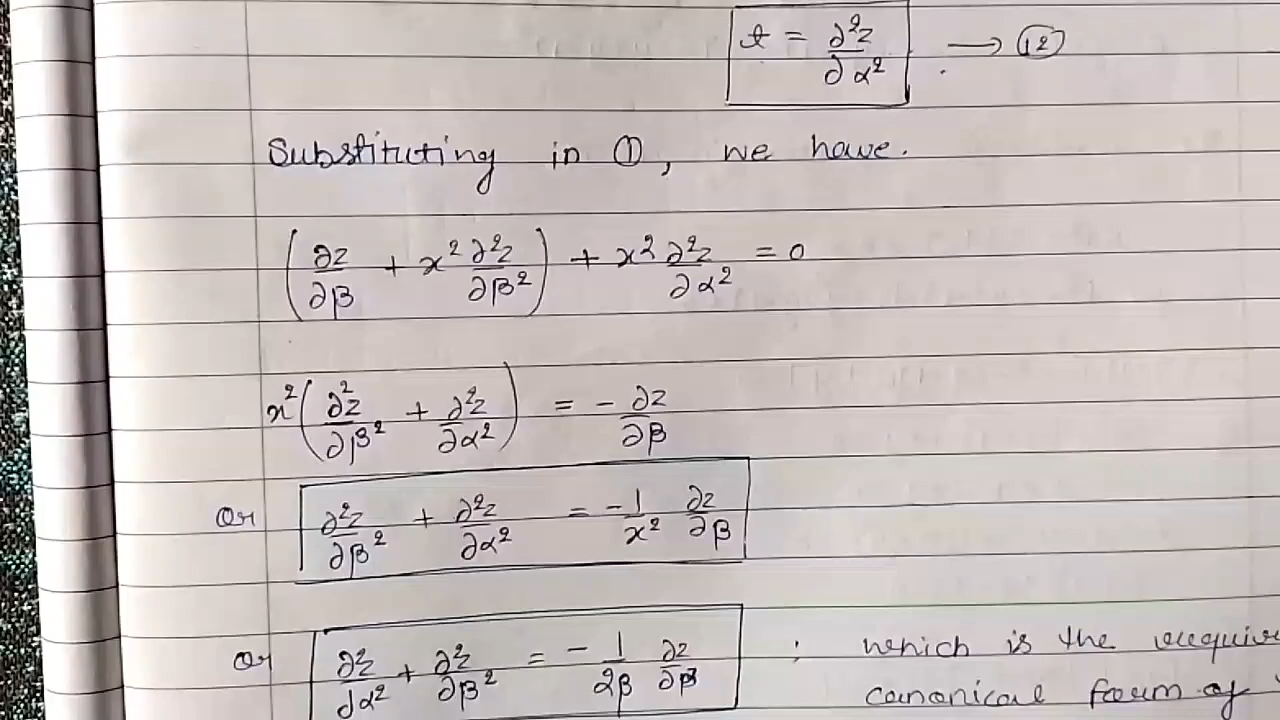 t = ∂²z/∂α² → ⑫
Substituting in ①, we have.
(∂z/∂β + x² ∂²z/∂β²) + x² ∂²z/∂α² = 0
x² (∂²z/∂β² + ∂²z/∂α²) = - ∂z/∂β
or ∂²z/∂β² + ∂²z/∂α² = -1/x² ∂z/∂β
or ∂²z/∂α² + ∂²z/∂β² = - 1/2β ∂z/∂β ; which is the requir
canonical form of